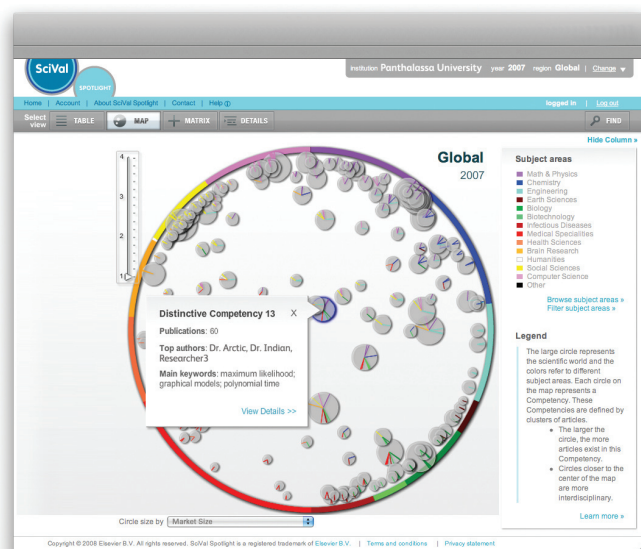 SciVal
SPOTLIGHT
institution Panthalassa University year 2007 region Global | Change
Home | Account | About SciVal Spotlight | Contact | Help
logged in | Log out
Select view TABLE MAP MATRIX DETAILS FIND
Hide Column »
4
3
2
1
Global
2007
Subject areas
Math & Physics
Chemistry
Engineering
Earth Sciences
Biology
Biotechnology
Infectious Diseases
Medical Specialities
Health Sciences
Brain Research
Humanities
Social Sciences
Computer Science
Other
Browse subject areas »
Filter subject areas »
Distinctive Competency 13 X
Publications: 60
Top authors: Dr. Arctic, Dr. Indian,
Researcher3
Main keywords: maximum likelihood;
graphical models; polynomial time
View Details >>
Legend
The large circle represents
the scientific world and the
colors refer to different
subject areas. Each circle on
the map represents a
Competency. These
Competencies are defined by
clusters of articles.
• The larger the
circle, the more
articles exist in this
Competency.
• Circles closer to the
center of the map
are more
interdisciplinary.
Learn more »
Circle size by Market Size
Copyright © 2008 Elsevier B.V. All rights reserved. SciVal Spotlight is a registered trademark of Elsevier B.V. | Terms and conditions | Privacy statement